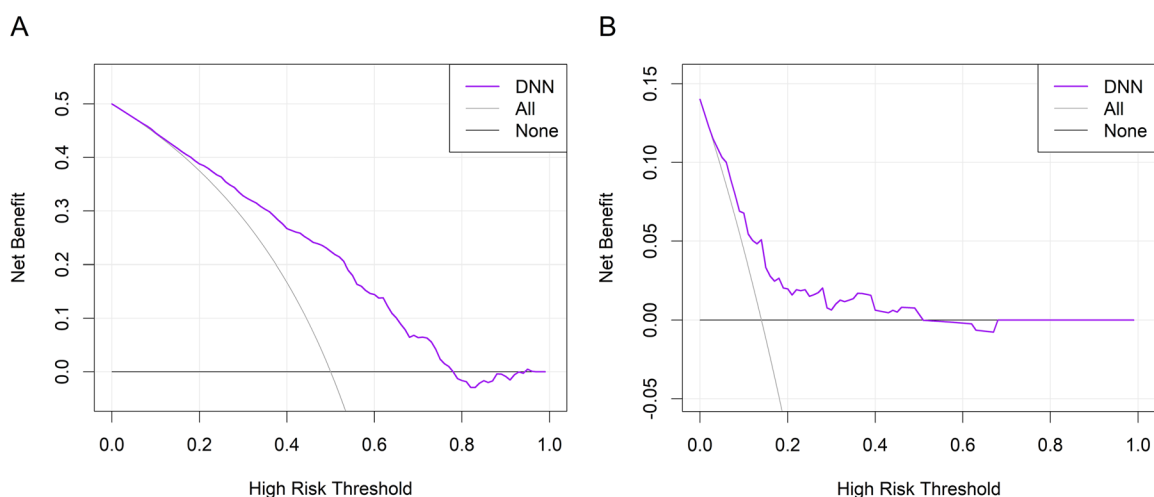 A
DNN
All
None
Net Benefit
0.5
0.4
0.3
0.2
0.1
0.0
0.0 0.2 0.4 0.6 0.8 1.0
High Risk Threshold
B
DNN
All
None
Net Benefit
0.15
0.10
0.05
0.00
-0.05
0.0 0.2 0.4 0.6 0.8 1.0
High Risk Threshold